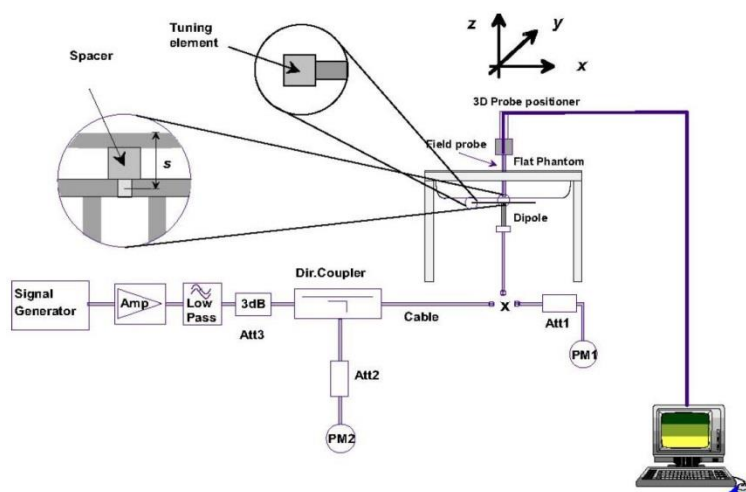 Tuning
element
Spacer
s
z
y
x
3D Probe positioner
Field probe
Flat Phantom
Dipole
Signal
Generator
Amp
Low
Pass
3dB
Att3
Dir.Coupler
Cable
x
Att1
PM1
Att2
PM2